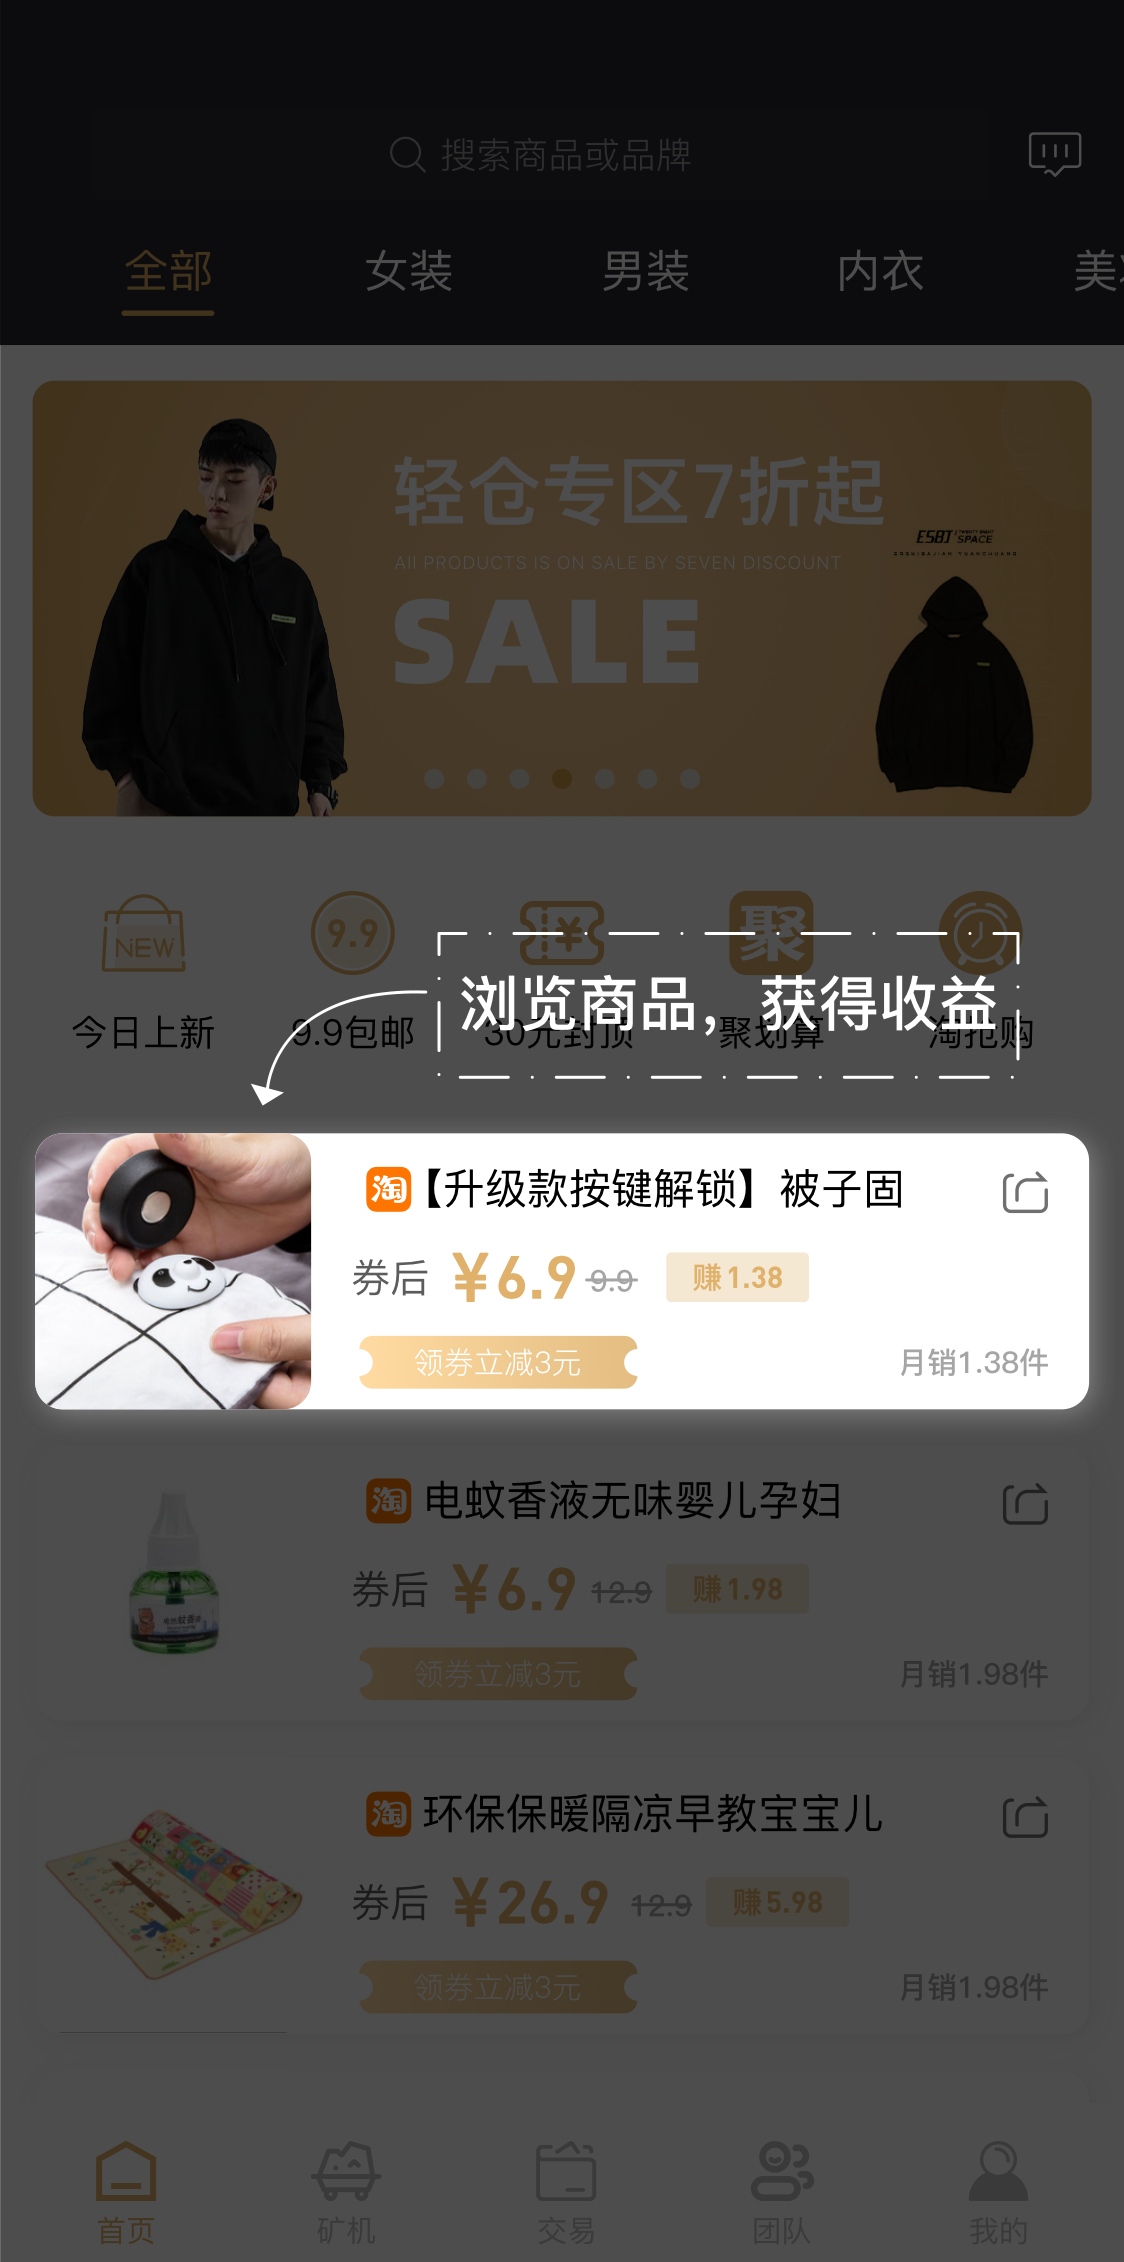 搜索商品或品牌
全部 女装 男装 内衣 美
轻仓专区7折起
All PRODUCTS IS ON SALE BY SEVEN DISCOUNT
SALE
ESBJ SPACE
NEW 9.9 ¥ 聚
浏览商品，获得收益
今日上新 9.9包邮 30元封顶 聚划算 淘抢购
淘【升级款按键解锁】被子固
券后 ¥6.9 9.9 赚1.38
领券立减3元 月销1.38件
淘 电蚊香液无味婴儿孕妇
券后 ¥6.9 12.9 赚1.98
领券立减3元 月销1.98件
淘 环保保暖隔凉早教宝宝儿
券后 ¥26.9 12.9 赚5.98
领券立减3元 月销1.98件
首页 矿机 交易 团队 我的